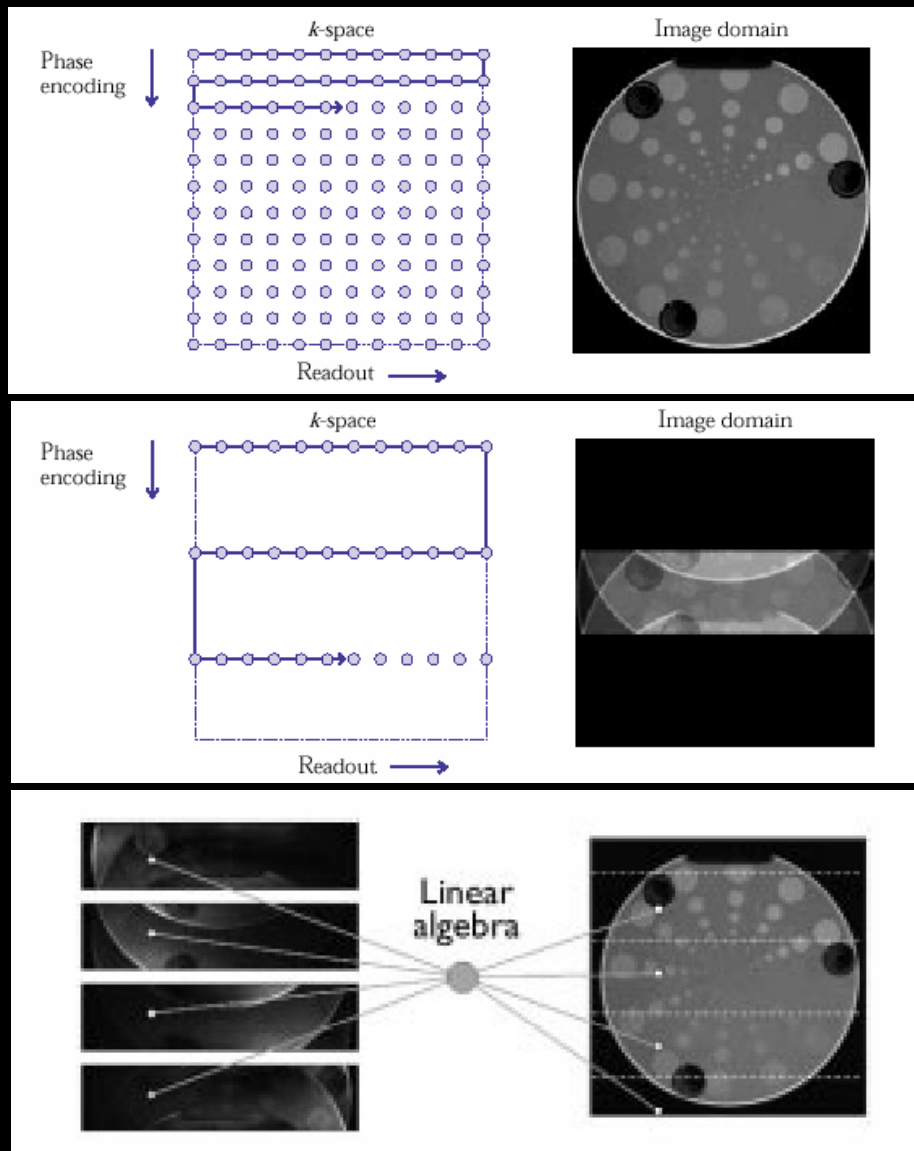 k-space
Image domain
Phase
encoding
Readout
k-space
Image domain
Phase
encoding
Readout
Linear
algebra